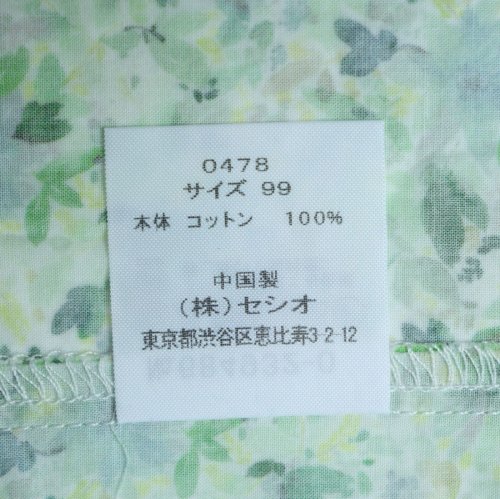 0478
サイズ 99
本体 コットン 100%
中国製
(株)セシオ
東京都渋谷区恵比寿3-2-12